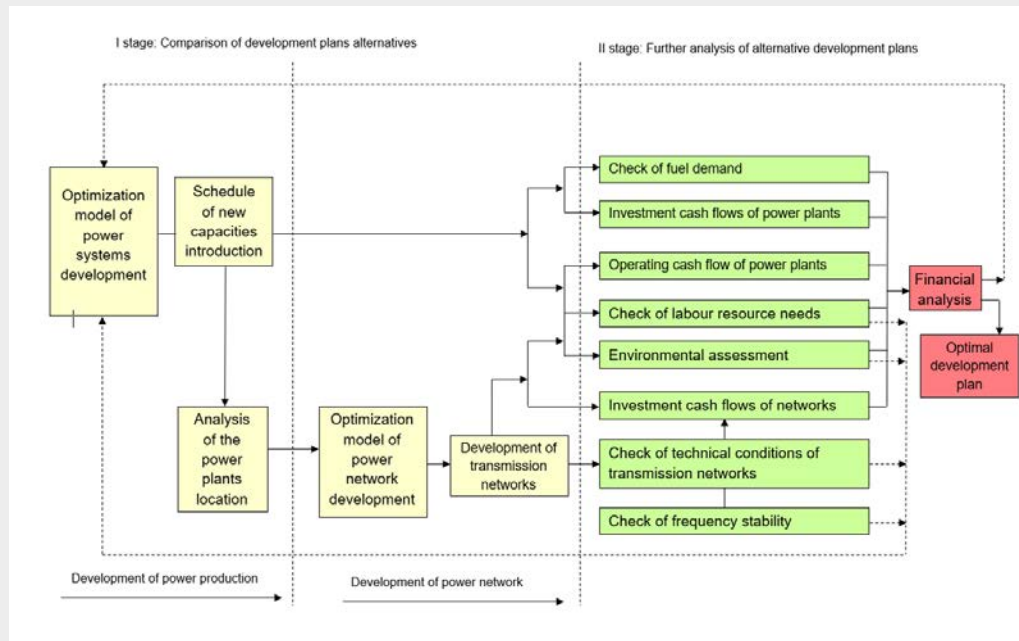 I stage: Comparison of development plans alternatives
II stage: Further analysis of alternative development plans
Optimization
model of
power
systems
development
Schedule
of new
capacities
introduction
Check of fuel demand
Investment cash flows of power plants
Operating cash flow of power plants
Check of labour resource needs
Environmental assessment
Investment cash flows of networks
Check of technical conditions of
transmission networks
Check of frequency stability
Financial
analysis
Optimal
development
plan
Analysis
of the
power
plants
location
Optimization
model of
power
network
development
Development of
transmission
networks
Development of power production
Development of power network